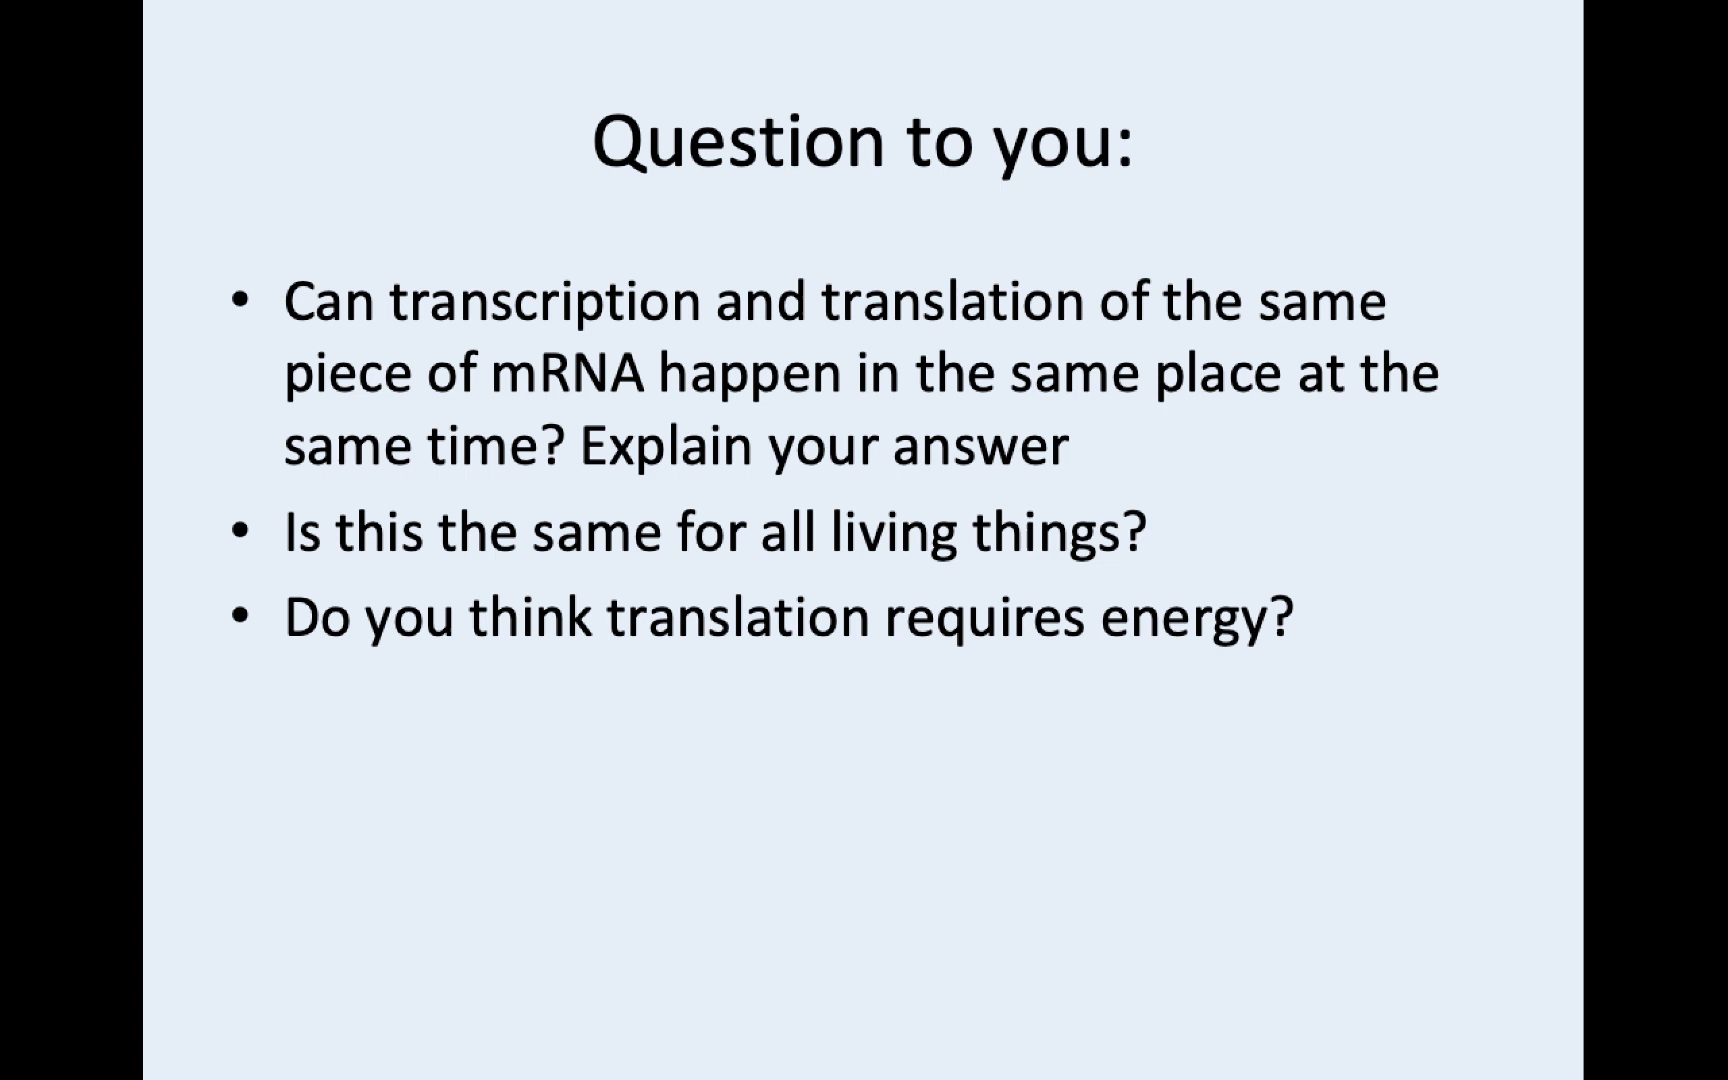 Question to you:
• Can transcription and translation of the same
piece of mRNA happen in the same place at the
same time? Explain your answer
• Is this the same for all living things?
• Do you think translation requires energy?